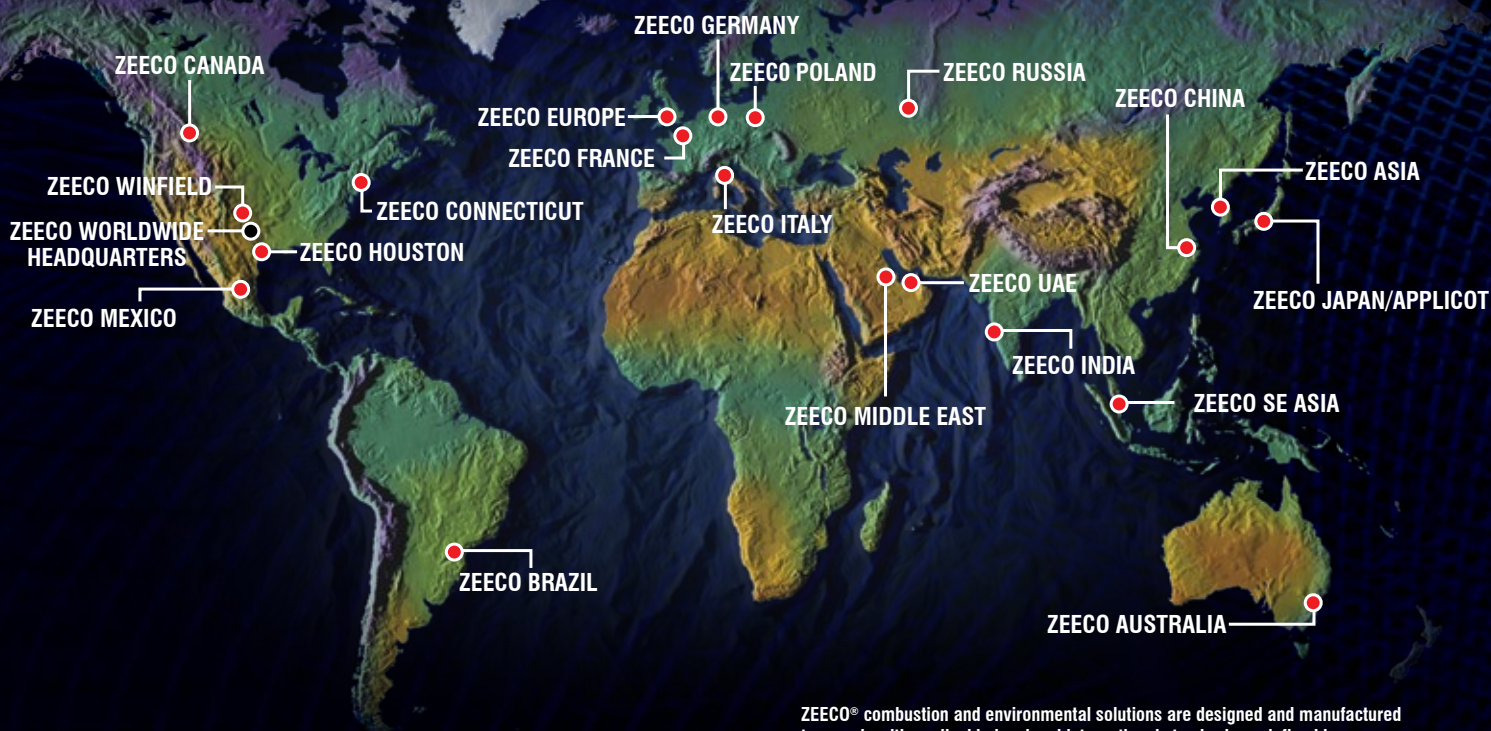 ZEECO GERMANY
ZEECO CANADA
ZEECO POLAND
ZEECO RUSSIA
ZEECO CHINA
ZEECO EUROPE
ZEECO FRANCE
ZEECO ASIA
ZEECO WINFIELD
ZEECO CONNECTICUT
ZEECO ITALY
ZEECO WORLDWIDE
HEADQUARTERS
ZEECO HOUSTON
ZEECO UAE
ZEECO JAPAN/APPLICOT
ZEECO MEXICO
ZEECO INDIA
ZEECO MIDDLE EAST
ZEECO SE ASIA
ZEECO BRAZIL
ZEECO AUSTRALIA
ZEECO® combustion and environmental solutions are designed and manufactured